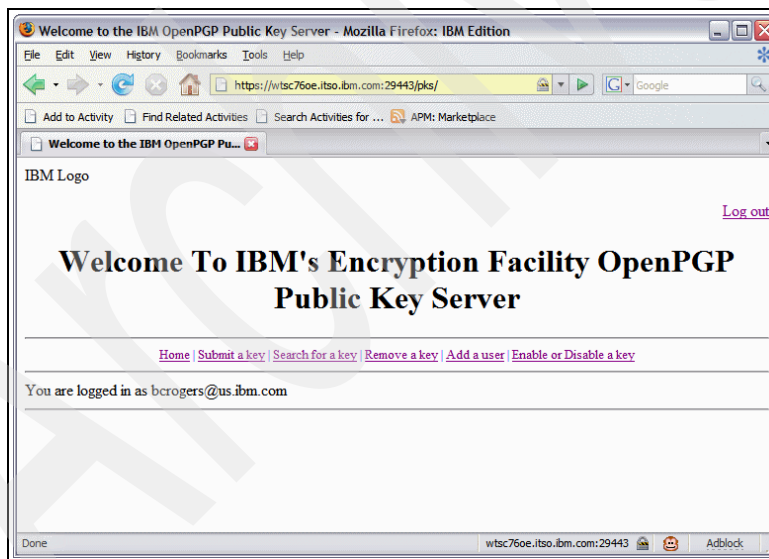 Welcome to the IBM OpenPGP Public Key Server - Mozilla Firefox: IBM Edition
File Edit View History Bookmarks Tools Help
https://wtsc76oe.itso.ibm.com:29443/pks/ G Google
Add to Activity Find Related Activities Search Activities for ... APM: Marketplace
Welcome to the IBM OpenPGP Pu...
IBM Logo
Log out
Welcome To IBM's Encryption Facility OpenPGP
Public Key Server
Home | Submit a key | Search for a key | Remove a key | Add a user | Enable or Disable a key
You are logged in as bcrogers@us.ibm.com
Done wtsc76oe.itso.ibm.com:29443 Adblock